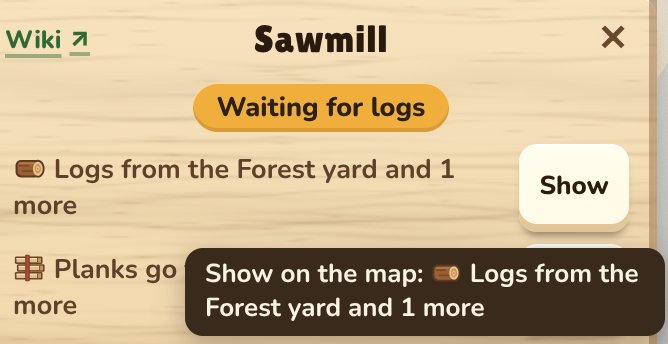 Wiki
Sawmill
Waiting for logs
Logs from the Forest yard and 1
more
Show
Planks go
more
Show on the map: Logs from the
Forest yard and 1 more